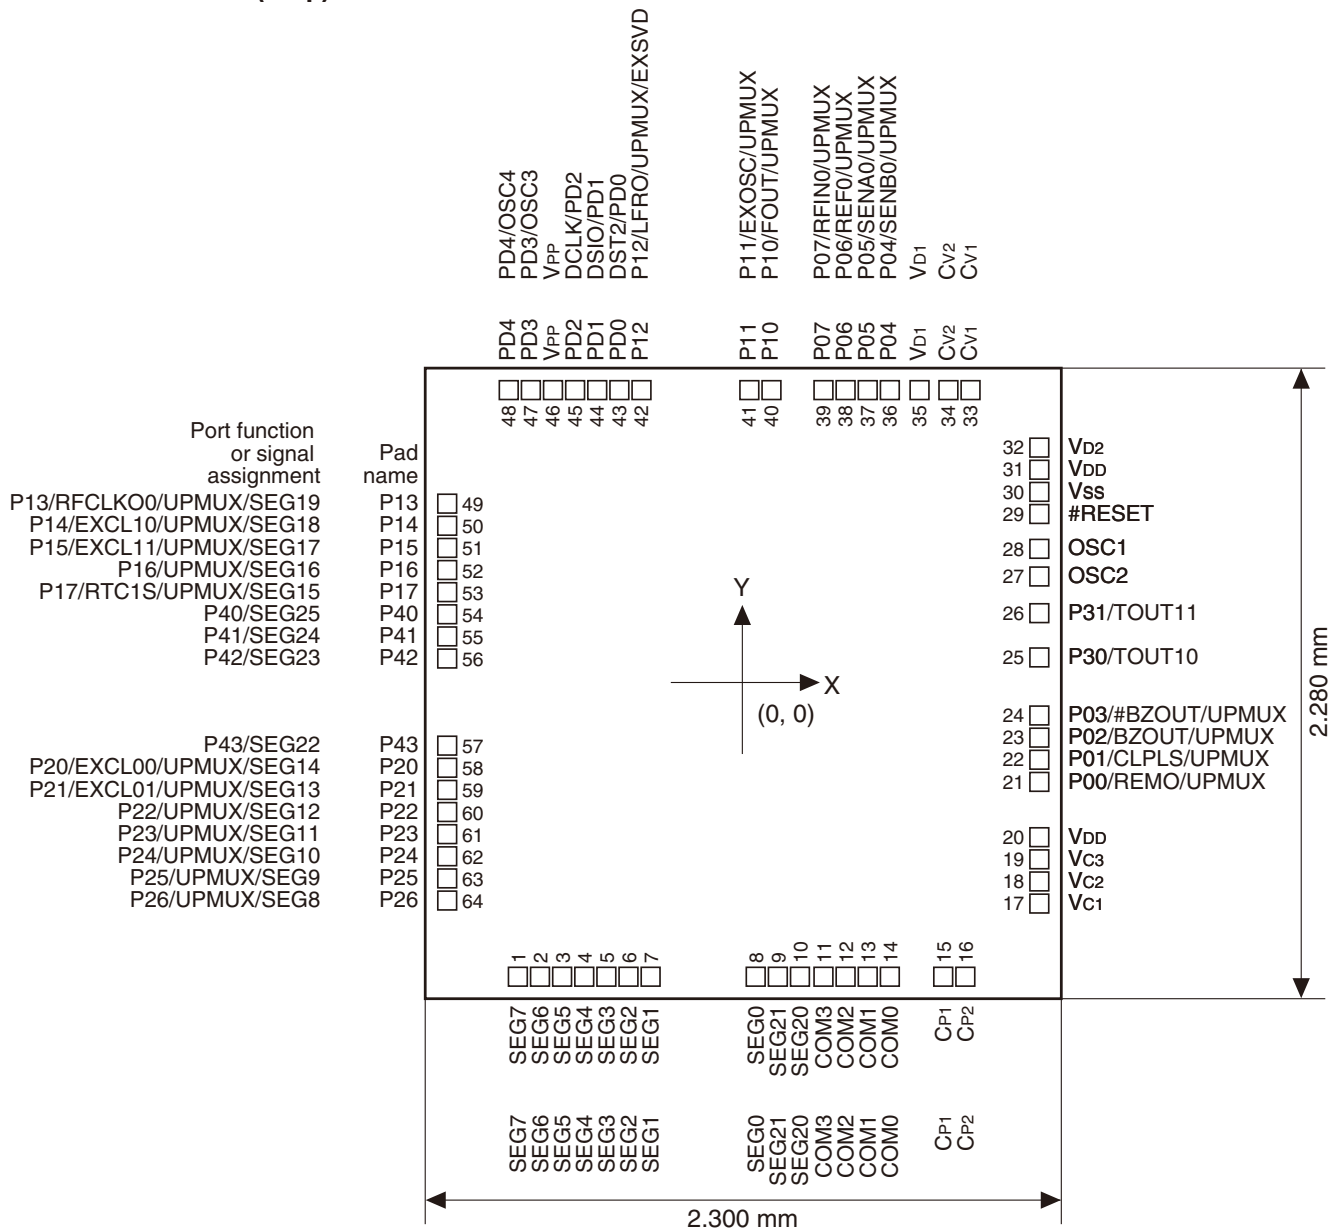 PD4/OSC4
PD3/OSC3
VPP
DCLK/PD2
DSIO/PD1
DST2/PD0
P12/LFRO/UPMUX/EXSVD
P11/EXOSC/UPMUX
P10/FOUT/UPMUX
P07/RFIN0/UPMUX
P06/REF0/UPMUX
P05/SENA0/UPMUX
P04/SENB0/UPMUX
VD1
CV2
CV1
PD4
PD3
VPP
PD2
PD1
PD0
P12
P11
P10
P07
P06
P05
P04
VD1
CV2
CV1
48
47
46
45
44
43
42
41
40
39
38
37
36
35
34
33
Port function
or signal
assignment
Pad
name
P13/RFCLKO0/UPMUX/SEG19 P13 49
P14/EXCL10/UPMUX/SEG18 P14 50
P15/EXCL11/UPMUX/SEG17 P15 51
P16/UPMUX/SEG16 P16 52
P17/RTC1S/UPMUX/SEG15 P17 53
P40/SEG25 P40 54
P41/SEG24 P41 55
P42/SEG23 P42 56
P43/SEG22 P43 57
P20/EXCL00/UPMUX/SEG14 P20 58
P21/EXCL01/UPMUX/SEG13 P21 59
P22/UPMUX/SEG12 P22 60
P23/UPMUX/SEG11 P23 61
P24/UPMUX/SEG10 P24 62
P25/UPMUX/SEG9 P25 63
P26/UPMUX/SEG8 P26 64
Y
X
(0, 0)
32 VD2
31 VDD
30 VSS
29 #RESET
28 OSC1
27 OSC2
26 P31/TOUT11
25 P30/TOUT10
24 P03/#BZOUT/UPMUX
23 P02/BZOUT/UPMUX
22 P01/CLPLS/UPMUX
21 P00/REMO/UPMUX
20 VDD
19 VC3
18 VC2
17 VC1
2.280 mm
1
2
3
4
5
6
7
8
9
10
11
12
13
14
15
16
SEG7
SEG6
SEG5
SEG4
SEG3
SEG2
SEG1
SEG0
SEG21
SEG20
COM3
COM2
COM1
COM0
CP1
CP2
SEG7
SEG6
SEG5
SEG4
SEG3
SEG2
SEG1
SEG0
SEG21
SEG20
COM3
COM2
COM1
COM0
CP1
CP2
2.300 mm